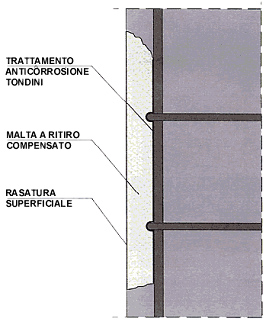 TRATTAMENTO
ANTICORROSIONE
TONDINI
MALTA A RITIRO
COMPENSATO
RASATURA
SUPERFICIALE